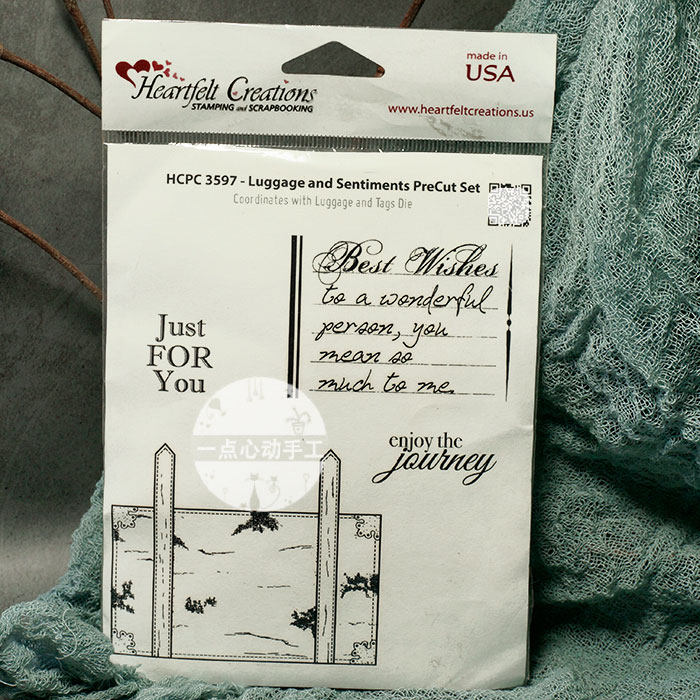 Heartfelt Creations
STAMPING and SCRAPBOOKING
made in
USA
www.heartfeltcreations.us
HCPC 3597 - Luggage and Sentiments PreCut Set
Coordinates with Luggage and Tags Die
Best Wishes
to a wonderful
person, you
mean so
much to me.
Just
FOR
You
一点心动手工
enjoy the
journey